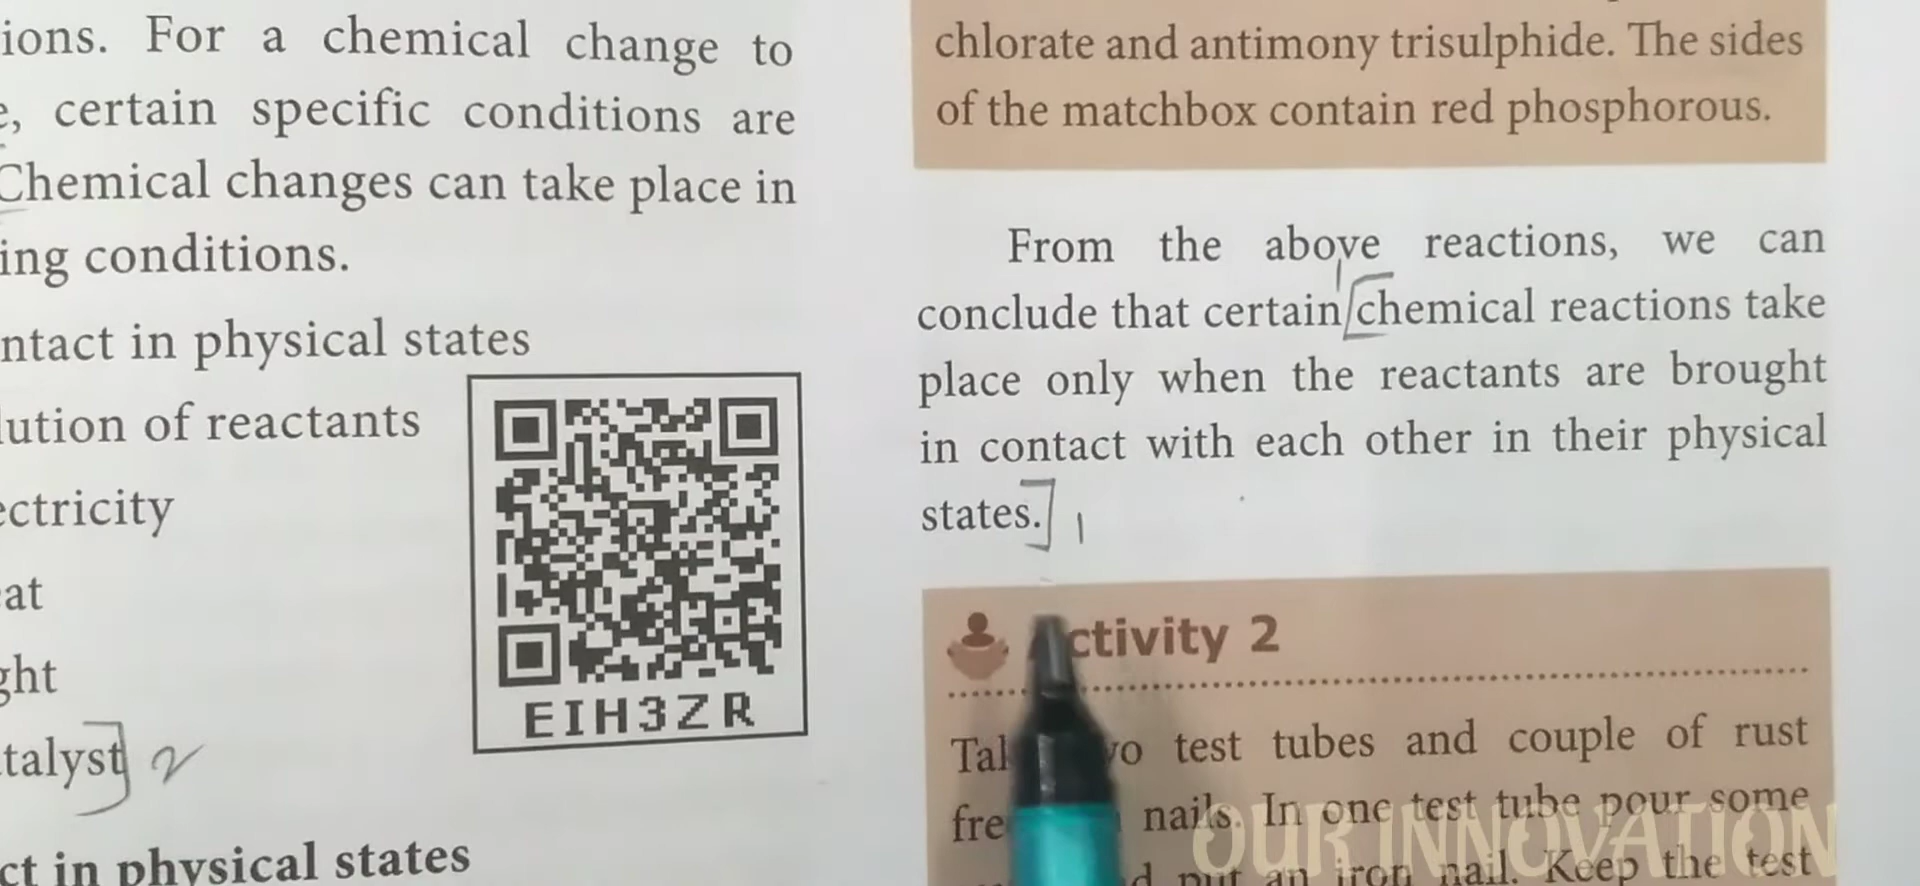 ions. For a chemical change to
e, certain specific conditions are
Chemical changes can take place in
ing conditions.
ntact in physical states
lution of reactants
ectricity
at
ght
talyst
ct in physical states
EIH3ZR
chlorate and antimony trisulphide. The sides
of the matchbox contain red phosphorous.
From the above reactions, we can
conclude that certain chemical reactions take
place only when the reactants are brought
in contact with each other in their physical
states.
Activity 2
test tubes and couple of rust
nails. In one test tube pour some
put an iron nail. Keep the test
OUR INNOVATION